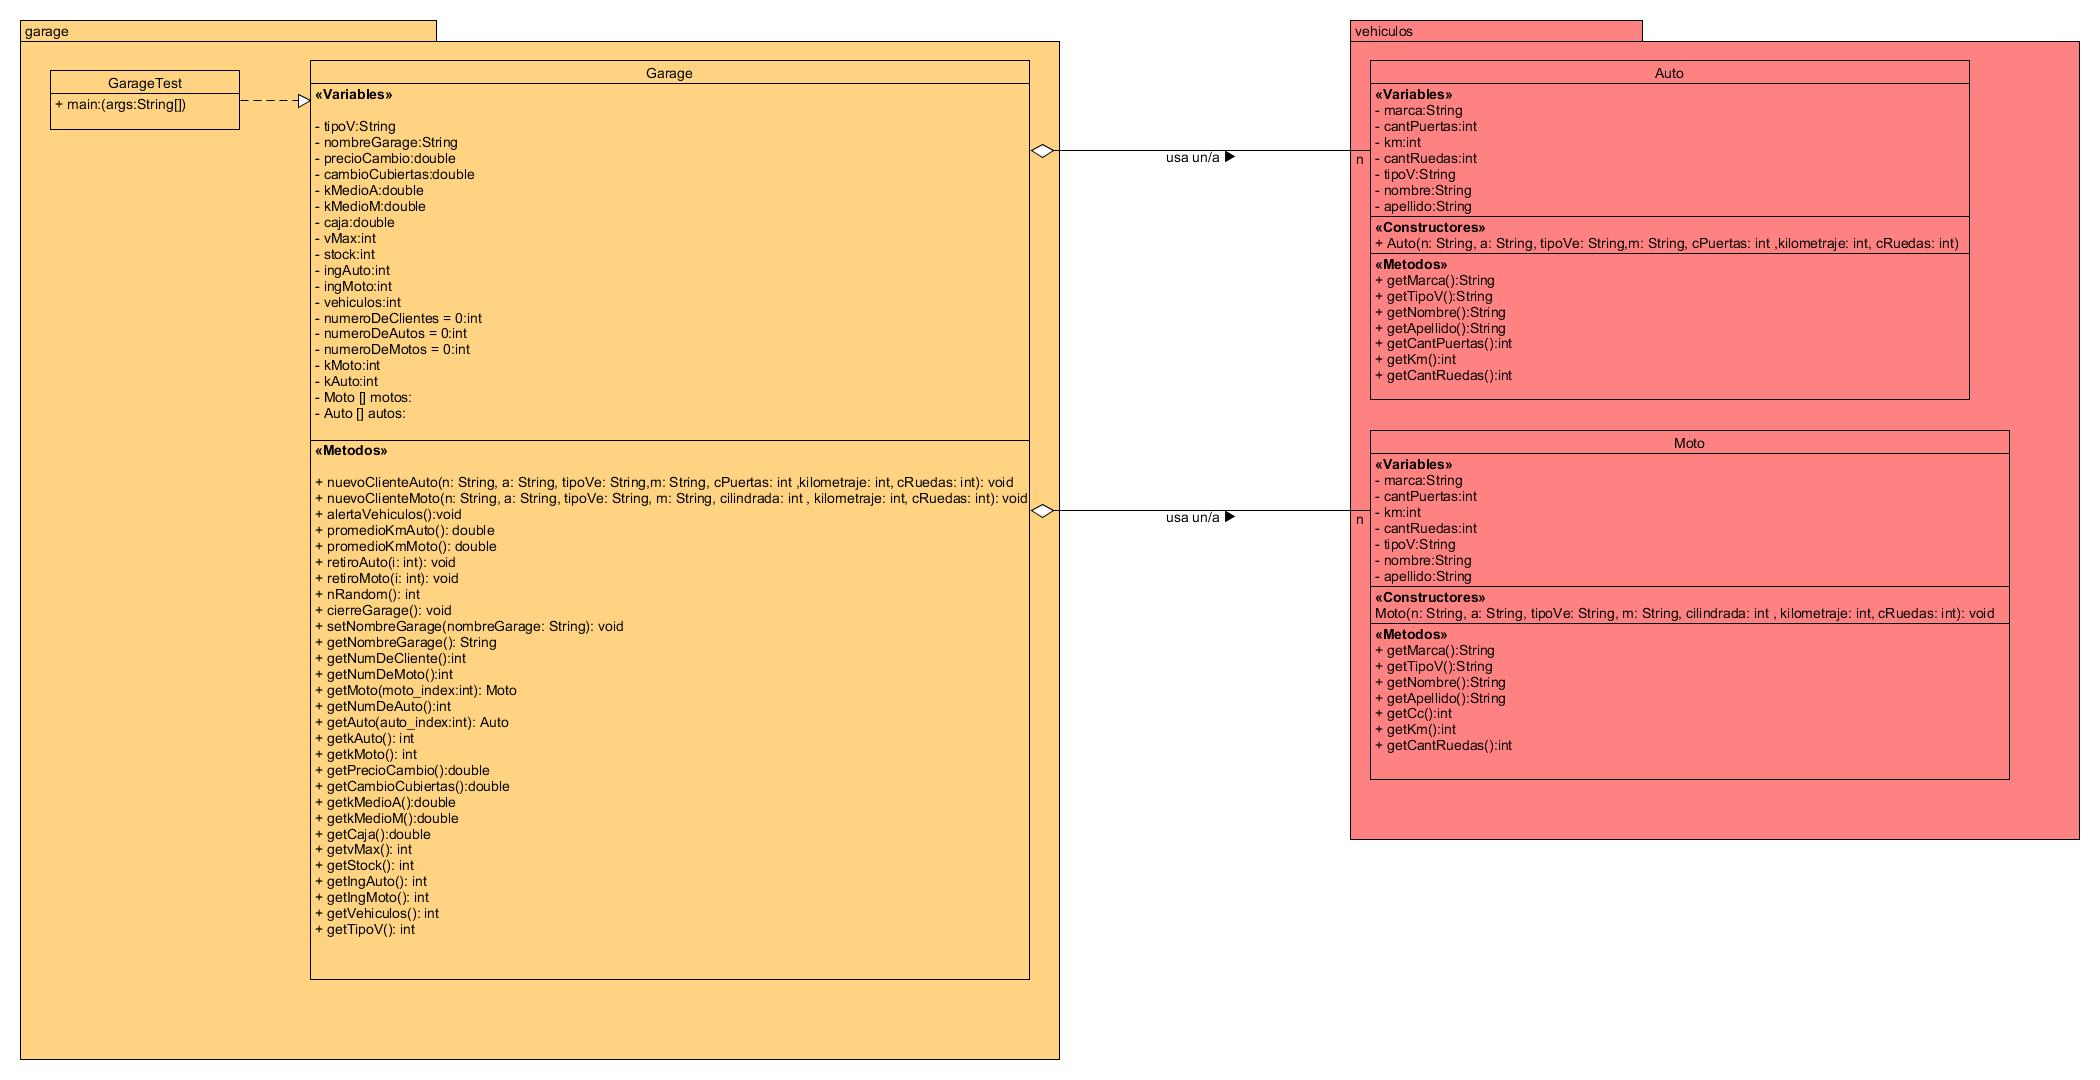 garage
GarageTest
+ main:(args:String[])
Garage
«Variables»
- tipoV:String
- nombreGarage:String
- precioCambio:double
- cambioCubiertas:double
- kMedioA:double
- kMedioM:double
- caja:double
- vMax:int
- stock:int
- ingAuto:int
- ingMoto:int
- vehiculos:int
- numeroDeClientes = 0:int
- numeroDeAutos = 0:int
- numeroDeMotos = 0:int
- kMoto:int
- kAuto:int
- Moto [] motos:
- Auto [] autos:
«Metodos»
+ nuevoClienteAuto(n: String, a: String, tipoVe: String,m: String, cPuertas: int ,kilometraje: int, cRuedas: int): void
+ nuevoClienteMoto(n: String, a: String, tipoVe: String, m: String, cilindrada: int , kilometraje: int, cRuedas: int): void
+ alertaVehiculos():void
+ promedioKmAuto(): double
+ promedioKmMoto(): double
+ retiroAuto(i: int): void
+ retiroMoto(i: int): void
+ nRandom(): int
+ cierreGarage(): void
+ setNombreGarage(nombreGarage: String): void
+ getNombreGarage(): String
+ getNumDeCliente():int
+ getNumDeMoto():int
+ getMoto(moto_index:int): Moto
+ getNumDeAuto():int
+ getAuto(auto_index:int): Auto
+ getkAuto(): int
+ getkMoto(): int
+ getPrecioCambio():double
+ getCambioCubiertas():double
+ getkMedioA():double
+ getkMedioM():double
+ getCaja():double
+ getvMax(): int
+ getStock(): int
+ getIngAuto(): int
+ getIngMoto(): int
+ getVehiculos(): int
+ getTipoV(): int
usa un/a ▶
n
usa un/a ▶
n
vehiculos
Auto
«Variables»
- marca:String
- cantPuertas:int
- km:int
- cantRuedas:int
- tipoV:String
- nombre:String
- apellido:String
«Constructores»
+ Auto(n: String, a: String, tipoVe: String,m: String, cPuertas: int ,kilometraje: int, cRuedas: int)
«Metodos»
+ getMarca():String
+ getTipoV():String
+ getNombre():String
+ getApellido():String
+ getCantPuertas():int
+ getKm():int
+ getCantRuedas():int
Moto
«Variables»
- marca:String
- cantPuertas:int
- km:int
- cantRuedas:int
- tipoV:String
- nombre:String
- apellido:String
«Constructores»
Moto(n: String, a: String, tipoVe: String, m: String, cilindrada: int , kilometraje: int, cRuedas: int): void
«Metodos»
+ getMarca():String
+ getTipoV():String
+ getNombre():String
+ getApellido():String
+ getCc():int
+ getKm():int
+ getCantRuedas():int